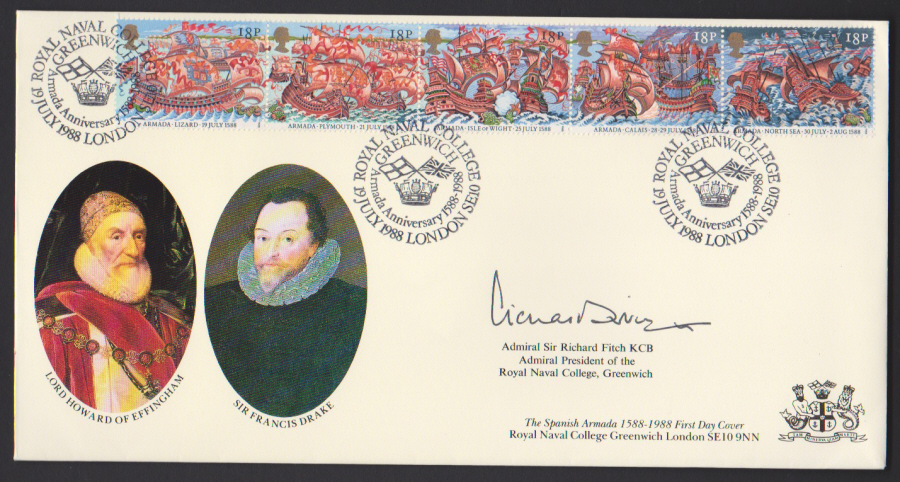 18P
18P
18P
18P
18P
ARMADA · LIZARD · 19 JULY 1588
ARMADA · PLYMOUTH · 21 JULY 1588
ARMADA · ISLE OF WIGHT · 25 JULY 1588
ARMADA · CALAIS · 28-29 JULY 1588
ARMADA · NORTH SEA · 30 JULY - 2 AUG 1588
ROYAL NAVAL COLLEGE
GREENWICH
Armada Anniversary 1588-1988
19 JULY 1988 LONDON SE10
ROYAL NAVAL COLLEGE
GREENWICH
Armada Anniversary 1588-1988
19 JULY 1988 LONDON SE10
ROYAL NAVAL COLLEGE
GREENWICH
Armada Anniversary 1588-1988
19 JULY 1988 LONDON SE10
LORD HOWARD OF EFFINGHAM
SIR FRANCIS DRAKE
Admiral Sir Richard Fitch KCB
Admiral President of the
Royal Naval College, Greenwich
The Spanish Armada 1588-1988 First Day Cover
Royal Naval College Greenwich London SE10 9NN